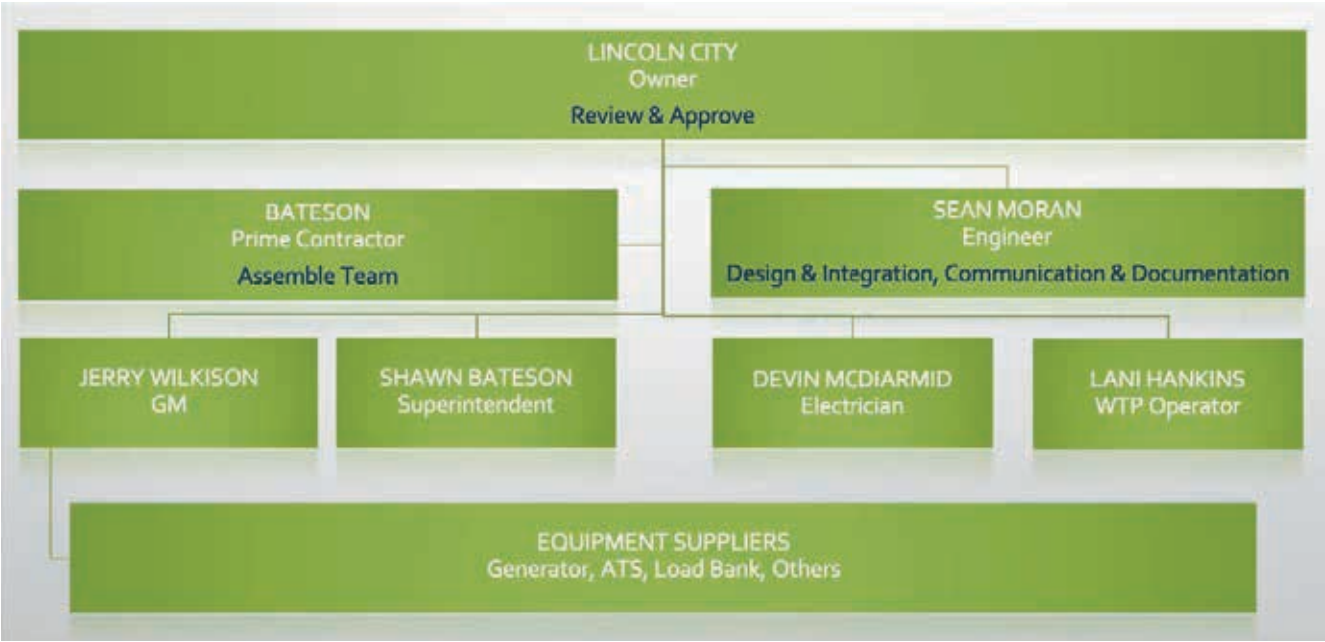 LINCOLN CITY
Owner
Review & Approve
BATESON
Prime Contractor
Assemble Team
SEAN MORAN
Engineer
Design & Integration, Communication & Documentation
JERRY WILKISON
GM
SHAWN BATESON
Superintendent
DEVIN MCDIARMID
Electrician
LANI HANKINS
WTP Operator
EQUIPMENT SUPPLIERS
Generator, ATS, Load Bank, Others